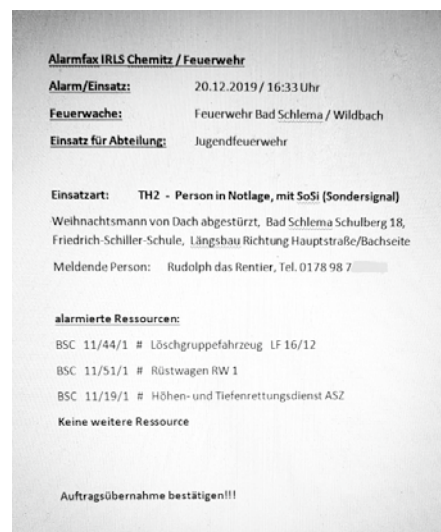 Alarmfax IRLS Chemitz / Feuerwehr
Alarm/Einsatz: 20.12.2019 / 16:33 Uhr
Feuerwache: Feuerwehr Bad Schlema / Wildbach
Einsatz für Abteilung: Jugendfeuerwehr
Einsatzart: TH2 - Person in Notlage, mit SoSi (Sondersignal)
Weihnachtsmann von Dach abgestürzt, Bad Schlema Schulberg 18,
Friedrich-Schiller-Schule, Längsbau Richtung Hauptstraße/Bachseite
Meldende Person: Rudolph das Rentier, Tel. 0178 98 7
alarmierte Ressourcen:
BSC 11/44/1 # Löschgruppefahrzeug LF 16/12
BSC 11/51/1 # Rüstwagen RW 1
BSC 11/19/1 # Höhen- und Tiefenrettungsdienst ASZ
Keine weitere Ressource
Auftragsübernahme bestätigen!!!